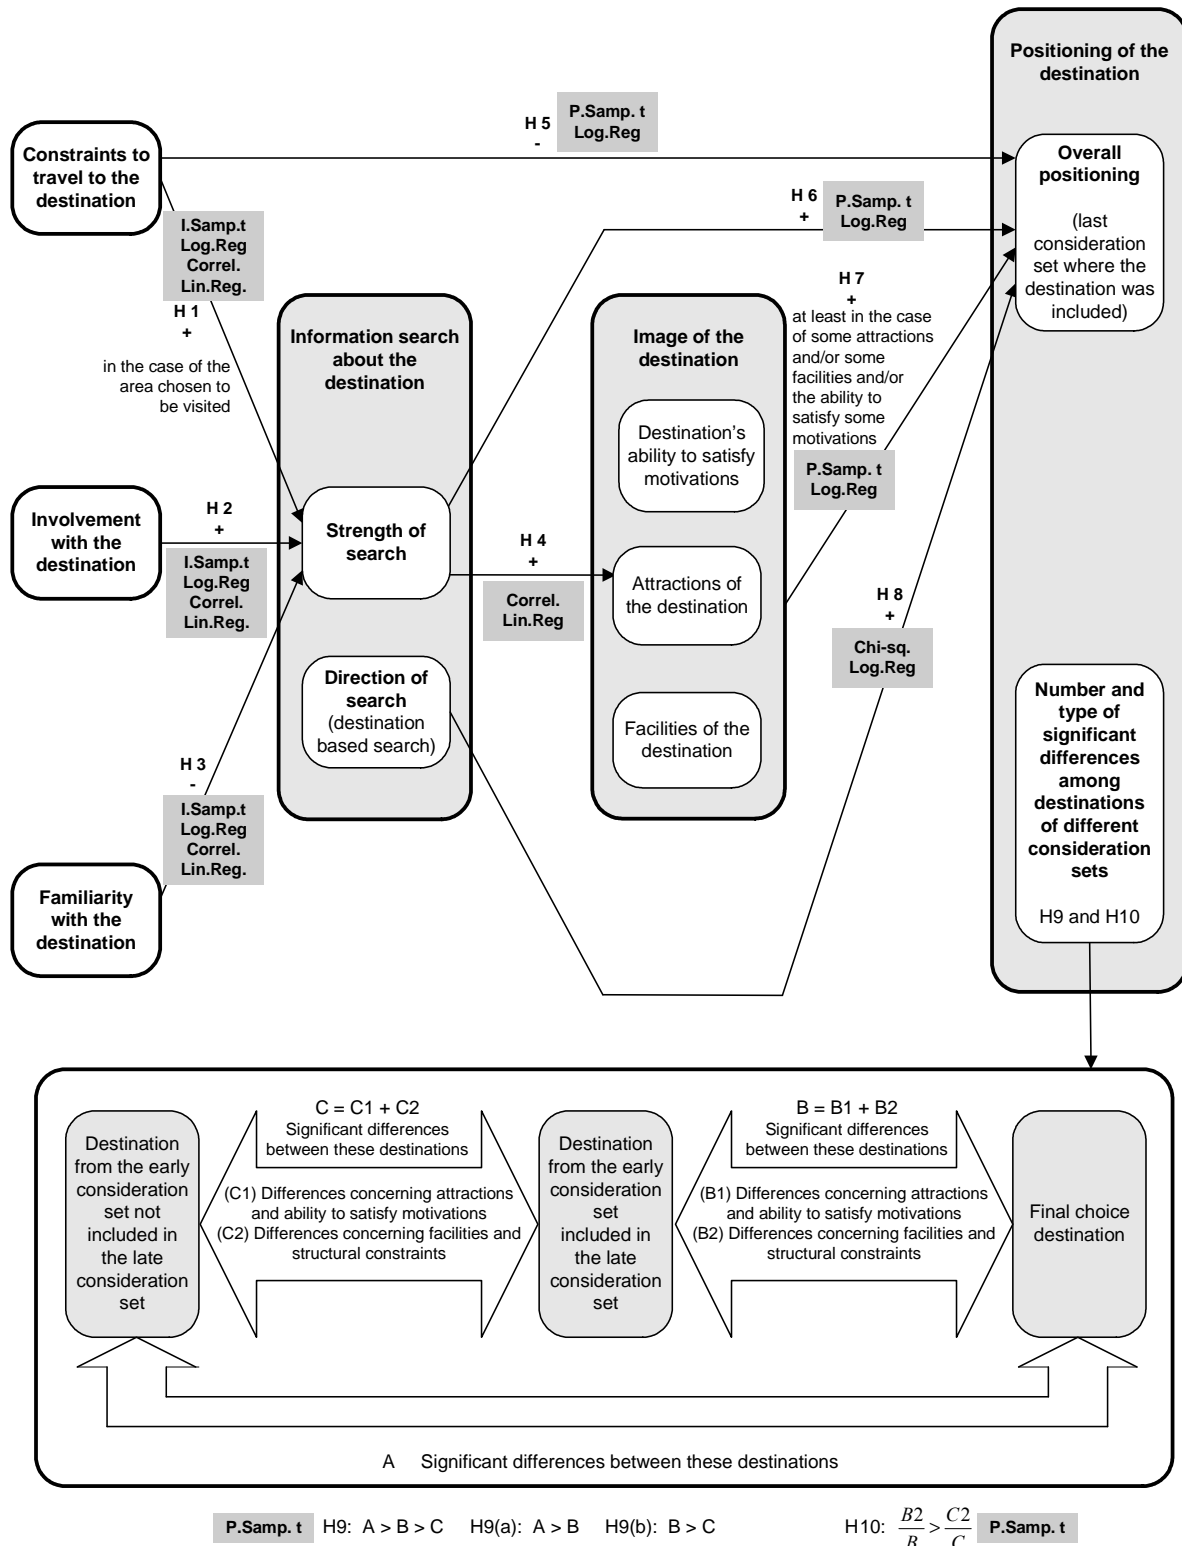 Positioning of the
destination
H 5
-
P.Samp. t
Log.Reg
Constraints to
travel to the
destination
Overall
positioning
(last
consideration
set where the
destination was
included)
H 6
+
P.Samp. t
Log.Reg
I.Samp.t
Log.Reg
Correl.
Lin.Reg.
H 1
+
in the case of the
area chosen to
be visited
H 7
+
at least in the case
of some attractions
and/or some
facilities and/or
the ability to
satisfy some
motivations
P.Samp. t
Log.Reg
Information search
about the
destination
Image of the
destination
Destination's
ability to satisfy
motivations
Involvement
with the
destination
H 2
+
I.Samp.t
Log.Reg
Correl.
Lin.Reg.
Strength of
search
H 4
+
Correl.
Lin.Reg
Attractions of
the destination
H 8
+
Chi-sq.
Log.Reg
Direction of
search
(destination
based search)
Facilities of the
destination
Number and
type of
significant
differences
among
destinations
of different
consideration
sets
H9 and H10
H 3
-
I.Samp.t
Log.Reg
Correl.
Lin.Reg.
Familiarity
with the
destination
Destination
from the early
consideration
set not
included in
the late
consideration
set
C = C1 + C2
Significant differences
between these destinations
(C1) Differences concerning attractions
and ability to satisfy motivations
(C2) Differences concerning facilities and
structural constraints
Destination
from the early
consideration
set
included in
the late
consideration
set
B = B1 + B2
Significant differences
between these destinations
(B1) Differences concerning attractions
and ability to satisfy motivations
(B2) Differences concerning facilities and
structural constraints
Final choice
destination
A Significant differences between these destinations
P.Samp. t H9: A > B > C H9(a): A > B H9(b): B > C H10: B2/B > C2/C P.Samp. t